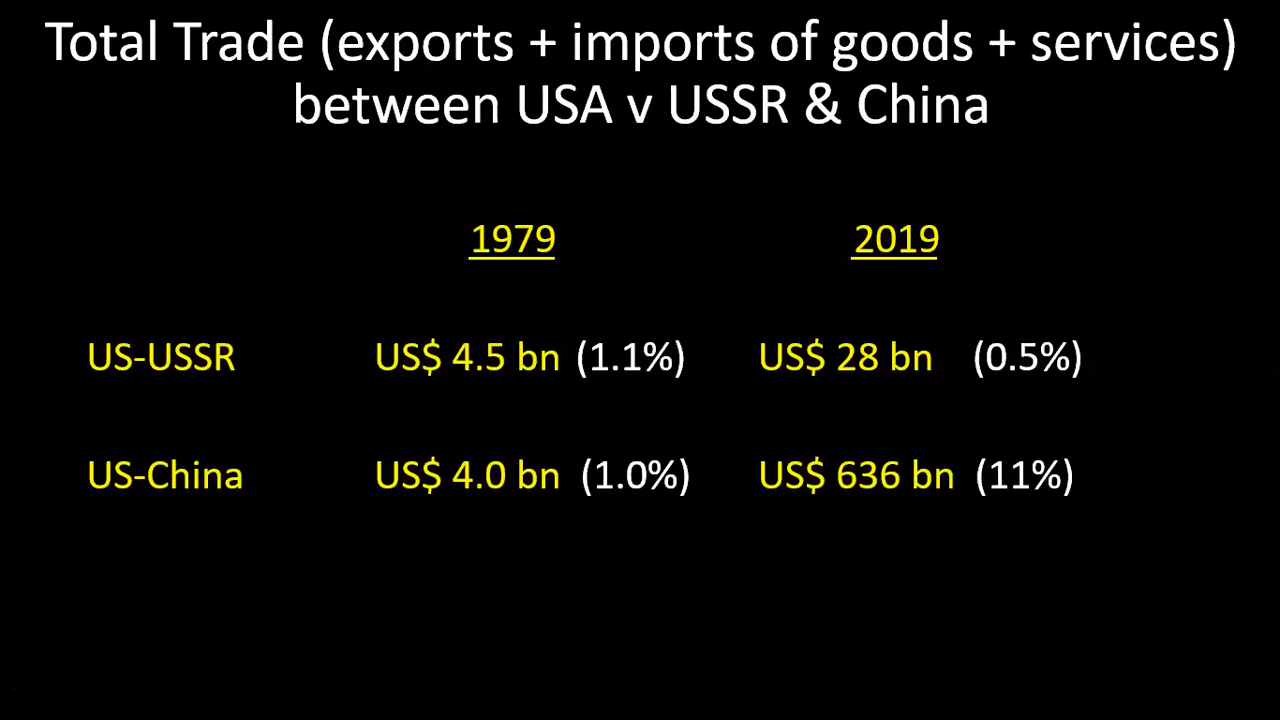 Total Trade (exports + imports of goods + services)
between USA v USSR & China
1979 2019
US-USSR US$ 4.5 bn (1.1%) US$ 28 bn (0.5%)
US-China US$ 4.0 bn (1.0%) US$ 636 bn (11%)